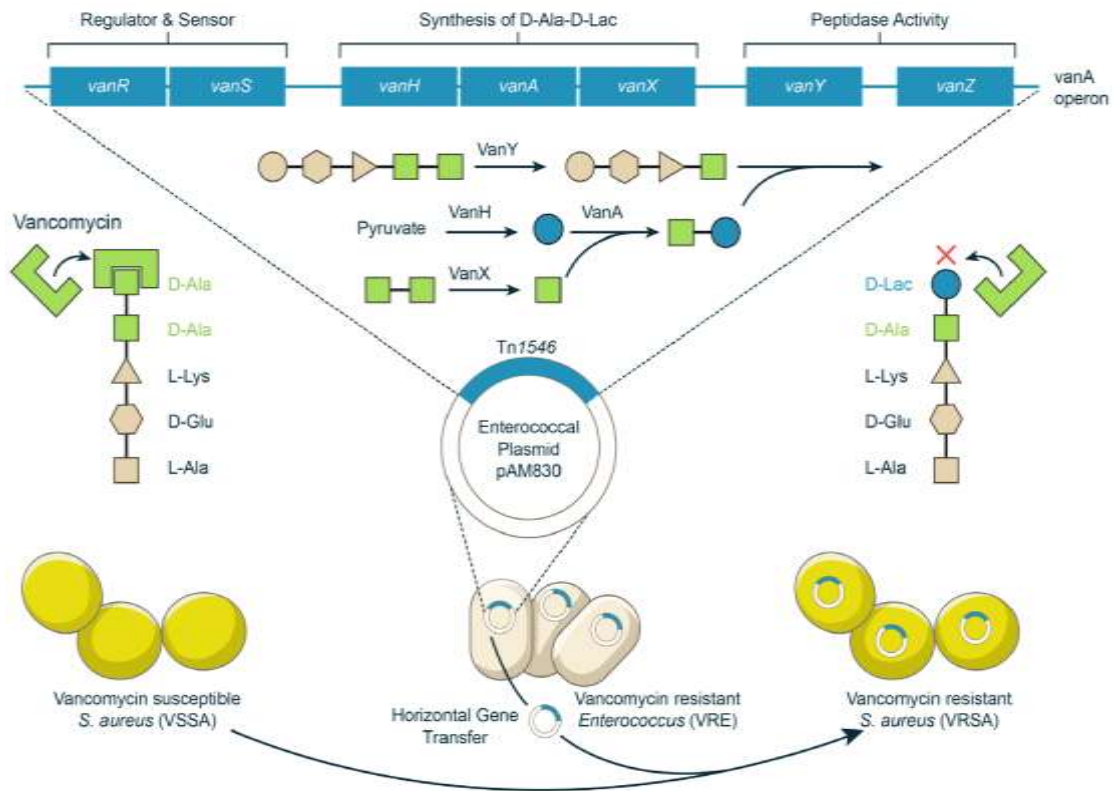 Regulator & Sensor
Synthesis of D-Ala-D-Lac
Peptidase Activity
vanR
vanS
vanH
vanA
vanX
vanY
vanZ
vanA
operon
VanY
Vancomycin
Pyruvate
VanH
VanA
VanX
D-Ala
D-Ala
L-Lys
D-Glu
L-Ala
D-Lac
D-Ala
L-Lys
D-Glu
L-Ala
Tn1546
Enterococcal
Plasmid
pAM830
Vancomycin susceptible
S. aureus (VSSA)
Horizontal Gene
Transfer
Vancomycin resistant
Enterococcus (VRE)
Vancomycin resistant
S. aureus (VRSA)